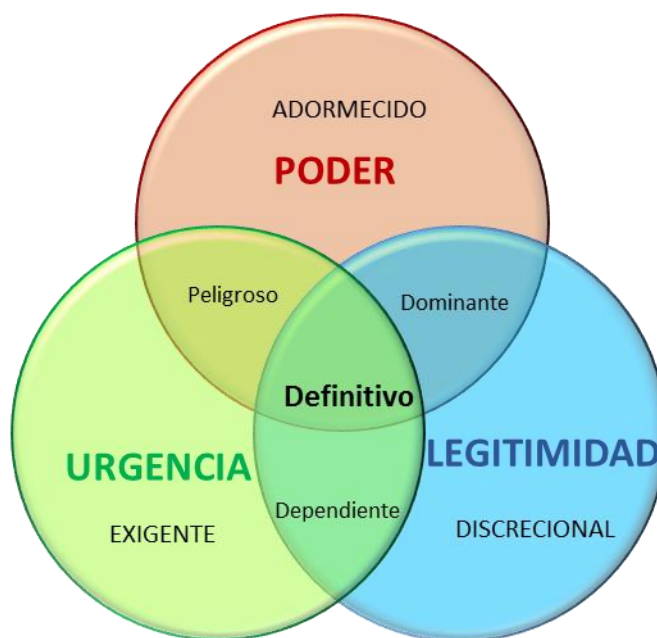 ADORMECIDO
PODER
Peligroso
Dominante
Definitivo
URGENCIA
LEGITIMIDAD
Dependiente
EXIGENTE
DISCRECIONAL